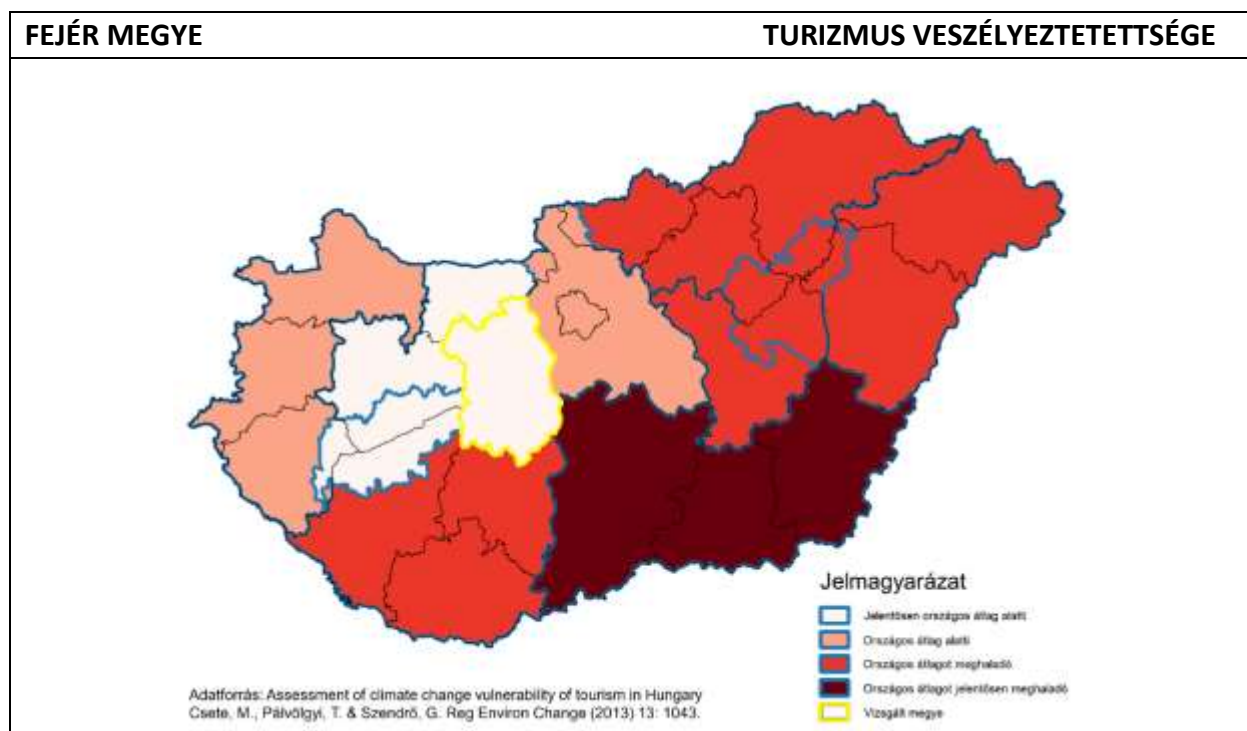 FEJÉR MEGYE
TURIZMUS VESZÉLYEZTETETTSÉGE
Jelmagyarázat
Jelentősen országos átlag alatti
Országos átlag alatti
Országos átlagot meghaladó
Országos átlagot jelentősen meghaladó
Vizsgált megye
Adatforrás: Assessment of climate change vulnerability of tourism in Hungary
Csete, M., Pálvölgyi, T. & Szendrő, G. Reg Environ Change (2013) 13: 1043.